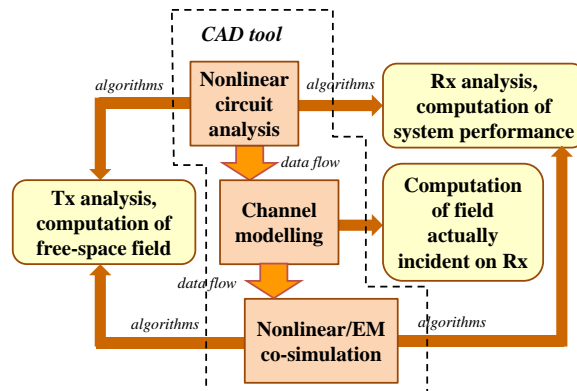 CAD tool
algorithms
Nonlinear
circuit
analysis
algorithms
Rx analysis,
computation of
system performance
data flow
Tx analysis,
computation of
free-space field
Channel
modelling
Computation
of field
actually
incident on Rx
data flow
algorithms
Nonlinear/EM
co-simulation
algorithms